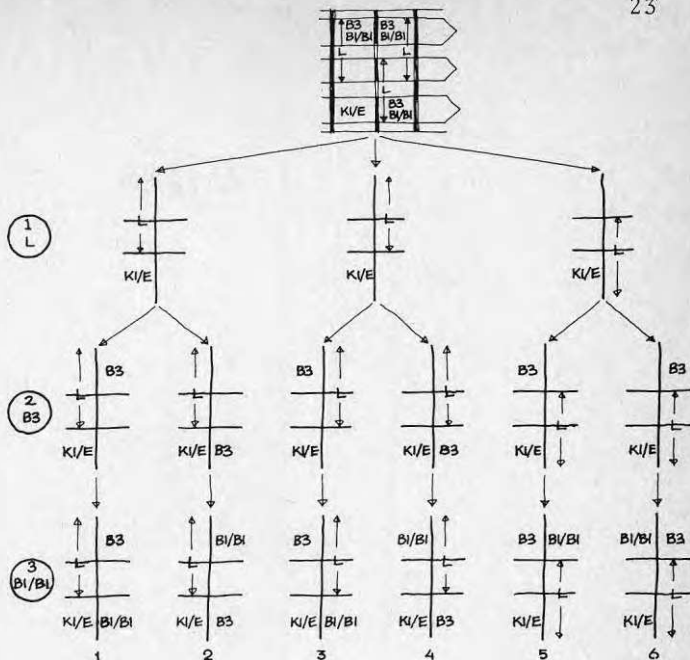 23
B3 B3
B1/B1 B1/B1
L L
L
K1/E B3
B1/B1
1
L
L L L
K1/E K1/E K1/E
B3 B3 B3 B3
2
B3
L L L L L L
K1/E K1/E B3 K1/E K1/E B3 K1/E K1/E
B3 B1/B1 B3 B1/B1 B3 B1/B1 B1/B1 B3
3
B1/B1
L L L L L L
K1/E B1/B1 K1/E B3 K1/E B1/B1 K1/E B3 K1/E K1/E
1 2 3 4 5 6